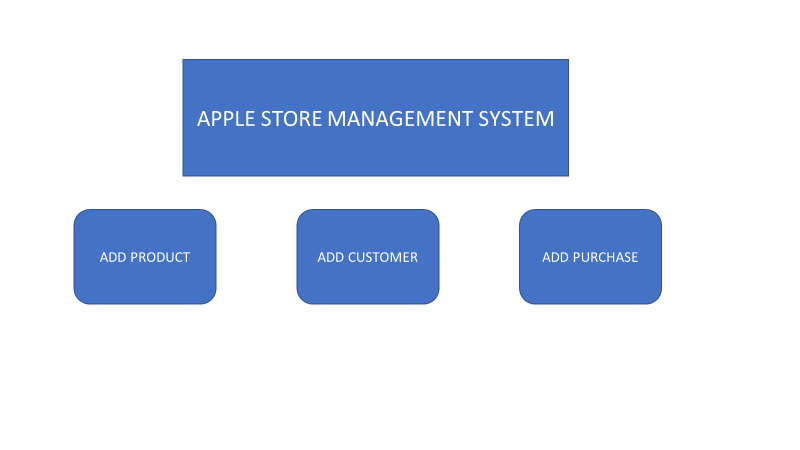 APPLE STORE MANAGEMENT SYSTEM
ADD PRODUCT
ADD CUSTOMER
ADD PURCHASE